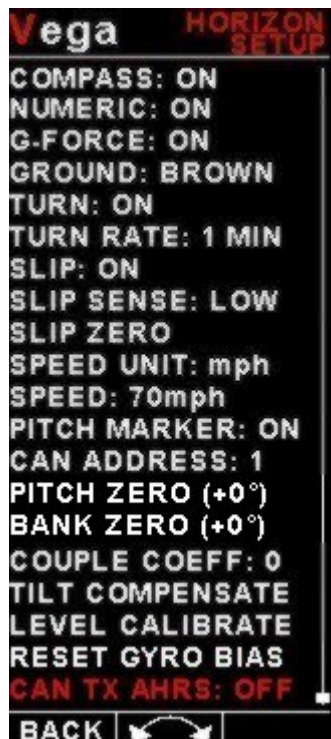 Vega HORIZON SETUP
COMPASS: ON
NUMERIC: ON
G-FORCE: ON
GROUND: BROWN
TURN: ON
TURN RATE: 1 MIN
SLIP: ON
SLIP SENSE: LOW
SLIP ZERO
SPEED UNIT: mph
SPEED: 70mph
PITCH MARKER: ON
CAN ADDRESS: 1
PITCH ZERO (+0°)
BANK ZERO (+0°)
COUPLE COEFF: 0
TILT COMPENSATE
LEVEL CALIBRATE
RESET GYRO BIAS
CAN TX AHRS: OFF
BACK